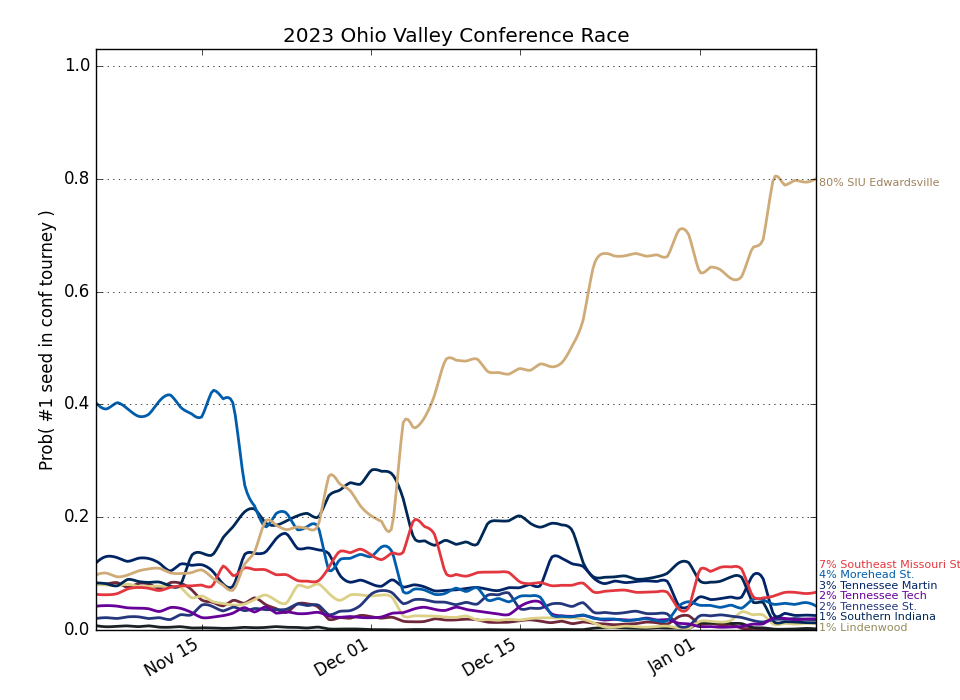 2023 Ohio Valley Conference Race
Prob( #1 seed in conf tourney )
1.0
0.8
0.6
0.4
0.2
0.0
Nov 15
Dec 01
Dec 15
Jan 01
80% SIU Edwardsville
7% Southeast Missouri St
4% Morehead St.
3% Tennessee Martin
2% Tennessee Tech
2% Tennessee St.
1% Southern Indiana
1% Lindenwood